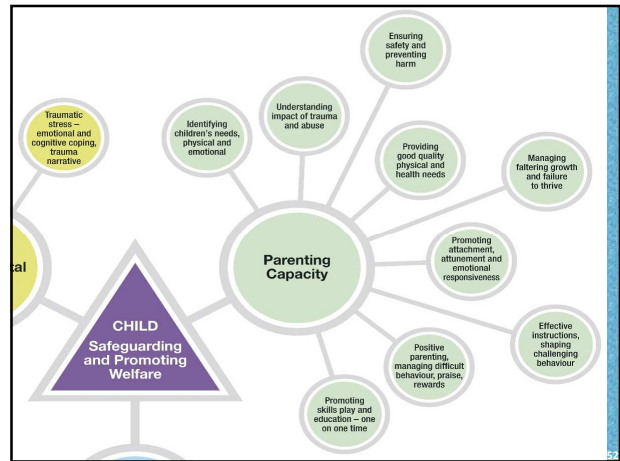 Ensuring
safety and
preventing
harm
Traumatic
stress –
emotional and
cognitive coping,
trauma
narrative
Identifying
children's needs,
physical and
emotional
Understanding
impact of trauma
and abuse
Providing
good quality
physical and
health needs
Managing
faltering growth
and failure
to thrive
tal
Parenting
Capacity
Promoting
attachment,
attunement and
emotional
responsiveness
CHILD
Safeguarding
and Promoting
Welfare
Effective
instructions,
shaping
challenging
behaviour
Positive
parenting,
managing difficult
behaviour, praise,
rewards
Promoting
skills play and
education – one
on one time
52